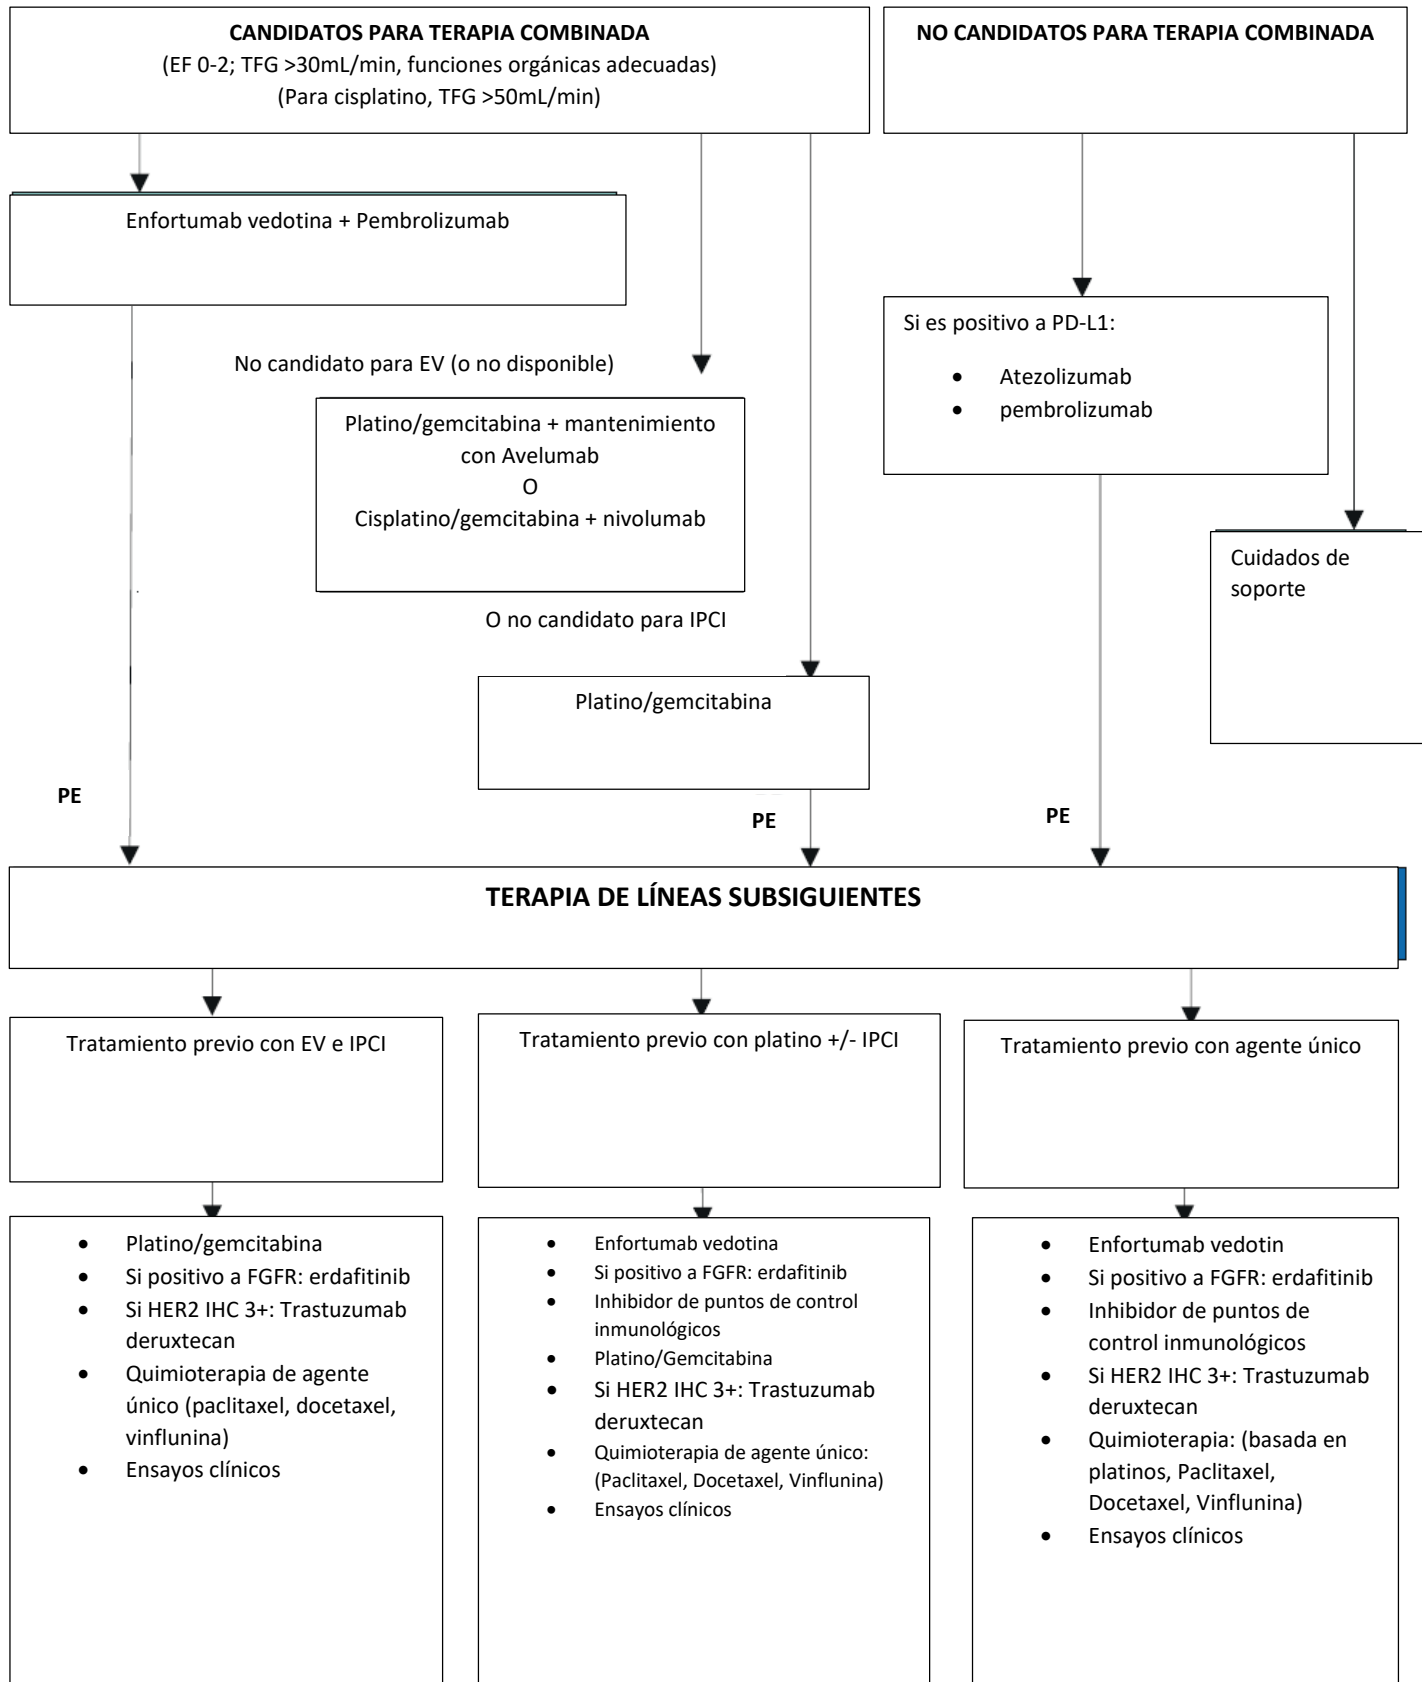 CANDIDATOS PARA TERAPIA COMBINADA
(EF 0-2; TFG >30mL/min, funciones orgánicas adecuadas)
(Para cisplatino, TFG >50mL/min)
NO CANDIDATOS PARA TERAPIA COMBINADA
Enfortumab vedotina + Pembrolizumab
No candidato para EV (o no disponible)
Platino/gemcitabina + mantenimiento
con Avelumab
O
Cisplatino/gemcitabina + nivolumab
O no candidato para IPCI
Platino/gemcitabina
Si es positivo a PD-L1:
• Atezolizumab
• pembrolizumab
Cuidados de
soporte
PE
PE
PE
TERAPIA DE LÍNEAS SUBSIGUIENTES
Tratamiento previo con EV e IPCI
Tratamiento previo con platino +/- IPCI
Tratamiento previo con agente único
• Platino/gemcitabina
• Si positivo a FGFR: erdafitinib
• Si HER2 IHC 3+: Trastuzumab
deruxtecan
• Quimioterapia de agente
único (paclitaxel, docetaxel,
vinflunina)
• Ensayos clínicos
• Enfortumab vedotina
• Si positivo a FGFR: erdafitinib
• Inhibidor de puntos de control
inmunológicos
• Platino/Gemcitabina
• Si HER2 IHC 3+: Trastuzumab
deruxtecan
• Quimioterapia de agente único:
(Paclitaxel, Docetaxel, Vinflunina)
• Ensayos clínicos
• Enfortumab vedotin
• Si positivo a FGFR: erdafitinib
• Inhibidor de puntos de
control inmunológicos
• Si HER2 IHC 3+: Trastuzumab
deruxtecan
• Quimioterapia: (basada en
platinos, Paclitaxel,
Docetaxel, Vinflunina)
• Ensayos clínicos